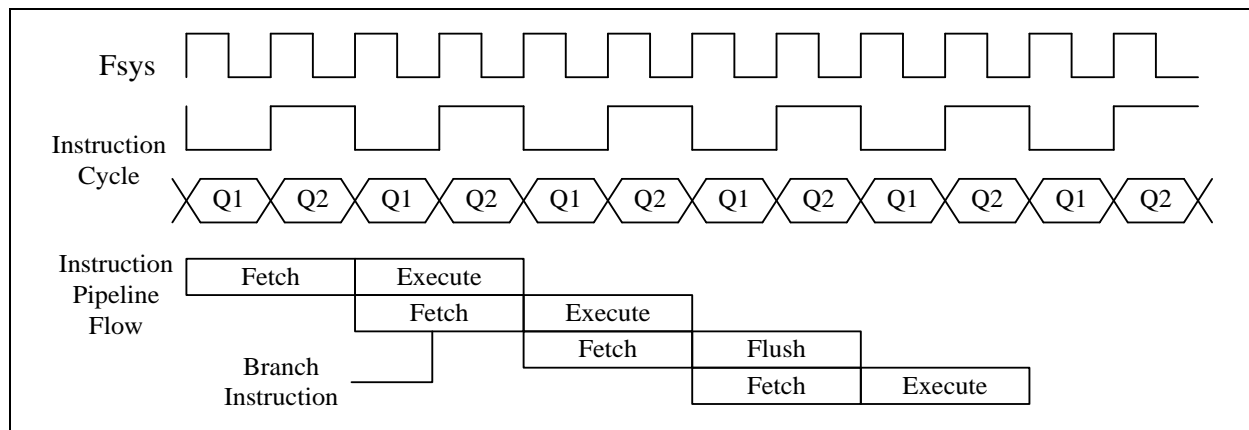 Fsys
Instruction
Cycle
Q1 Q2 Q1 Q2 Q1 Q2 Q1 Q2 Q1 Q2 Q1 Q2
Instruction
Pipeline
Flow
Fetch Execute
Fetch Execute
Fetch Flush
Fetch Execute
Branch
Instruction